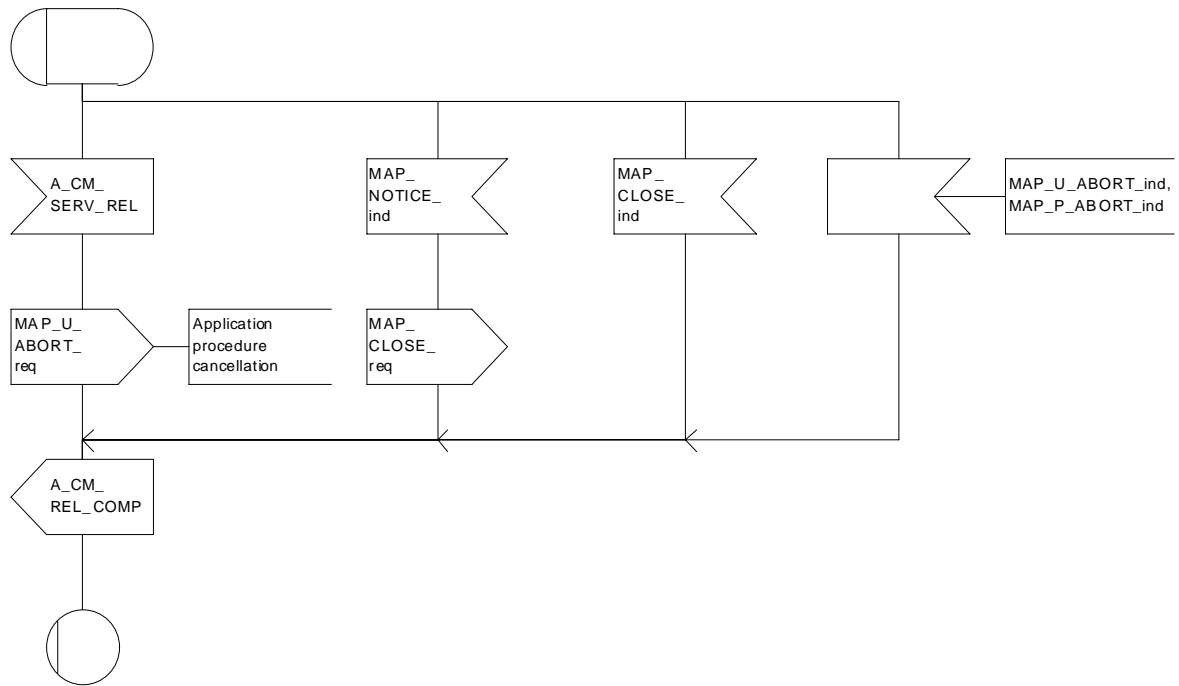 A_CM_
SERV_REL
MAP_
NOTICE_
ind
MAP_
CLOSE_
ind
MAP_U_ABORT_ind,
MAP_P_ABORT_ind
MAP_U_
ABORT_
req
Application
procedure
cancellation
MAP_
CLOSE_
req
A_CM_
REL_COMP